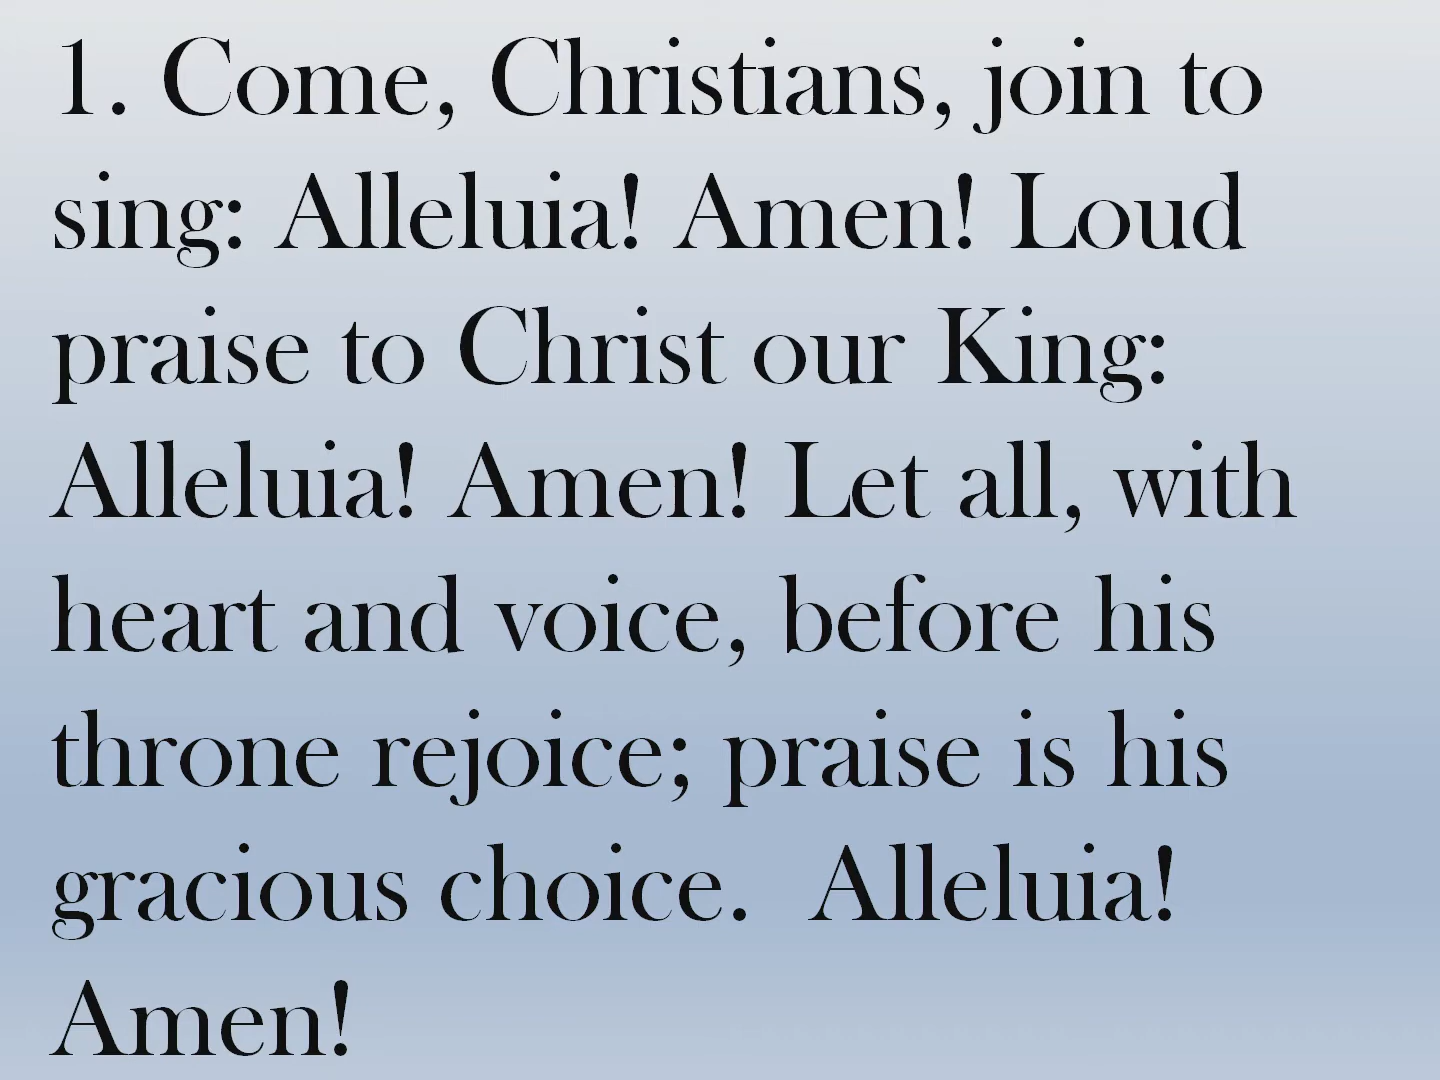 1. Come, Christians, join to
sing: Alleluia! Amen! Loud
praise to Christ our King:
Alleluia! Amen! Let all, with
heart and voice, before his
throne rejoice; praise is his
gracious choice.  Alleluia!
Amen!